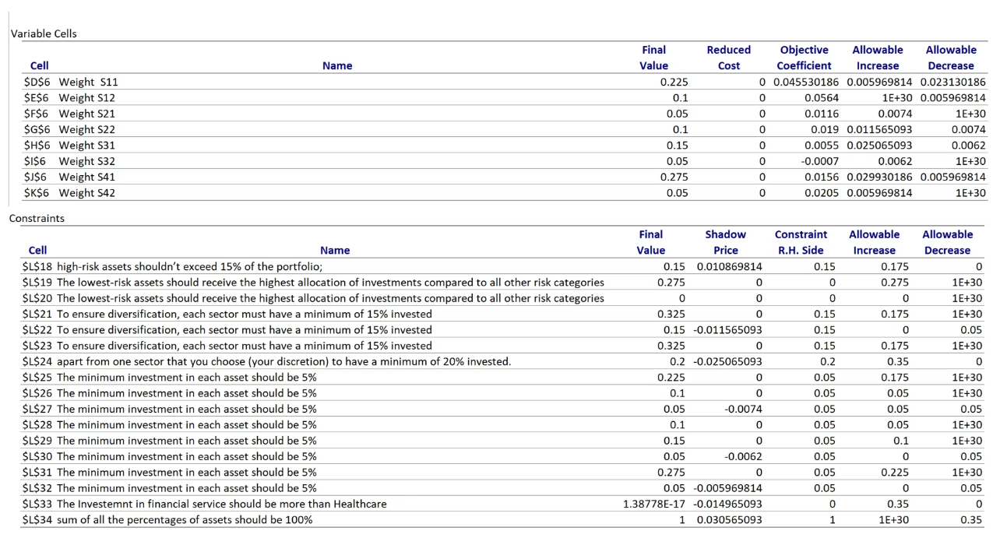 Variable Cells
Final Reduced Objective Allowable Allowable
Cell Name Value Cost Coefficient Increase Decrease
$D$6 Weight S11 0.225 0 0.045530186 0.005969814 0.023130186
$E$6 Weight S12 0.1 0 0.0564 1E+30 0.005969814
$F$6 Weight S21 0.05 0 0.0116 0.0074 1E+30
$G$6 Weight S22 0.1 0 0.019 0.011565093 0.0074
$H$6 Weight S31 0.15 0 0.0055 0.025065093 0.0062
$I$6 Weight S32 0.05 0 -0.0007 0.0062 1E+30
$J$6 Weight S41 0.275 0 0.0156 0.029930186 0.005969814
$K$6 Weight S42 0.05 0 0.0205 0.005969814 1E+30
Constraints
Final Shadow Constraint Allowable Allowable
Cell Name Value Price R.H. Side Increase Decrease
$L$18 high-risk assets shouldn’t exceed 15% of the portfolio; 0.15 0.010869814 0.15 0.175 0
$L$19 The lowest-risk assets should receive the highest allocation of investments compared to all other risk categories 0.275 0 0 0.275 1E+30
$L$20 The lowest-risk assets should receive the highest allocation of investments compared to all other risk categories 0 0 0 0 1E+30
$L$21 To ensure diversification, each sector must have a minimum of 15% invested 0.325 0 0.15 0.175 1E+30
$L$22 To ensure diversification, each sector must have a minimum of 15% invested 0.15 -0.011565093 0.15 0 0.05
$L$23 To ensure diversification, each sector must have a minimum of 15% invested 0.325 0 0.15 0.175 1E+30
$L$24 apart from one sector that you choose (your discretion) to have a minimum of 20% invested. 0.2 -0.025065093 0.2 0.35 0
$L$25 The minimum investment in each asset should be 5% 0.225 0 0.05 0.175 1E+30
$L$26 The minimum investment in each asset should be 5% 0.1 0 0.05 0.05 1E+30
$L$27 The minimum investment in each asset should be 5% 0.05 -0.0074 0.05 0.05 0.05
$L$28 The minimum investment in each asset should be 5% 0.1 0 0.05 0.05 1E+30
$L$29 The minimum investment in each asset should be 5% 0.15 0 0.05 0.1 1E+30
$L$30 The minimum investment in each asset should be 5% 0.05 -0.0062 0.05 0 0.05
$L$31 The minimum investment in each asset should be 5% 0.275 0 0.05 0.225 1E+30
$L$32 The minimum investment in each asset should be 5% 0.05 -0.005969814 0.05 0 0.05
$L$33 The Investemnt in financial service should be more than Healthcare 1.38778E-17 -0.014965093 0 0.35 0
$L$34 sum of all the percentages of assets should be 100% 1 0.030565093 1 1E+30 0.35